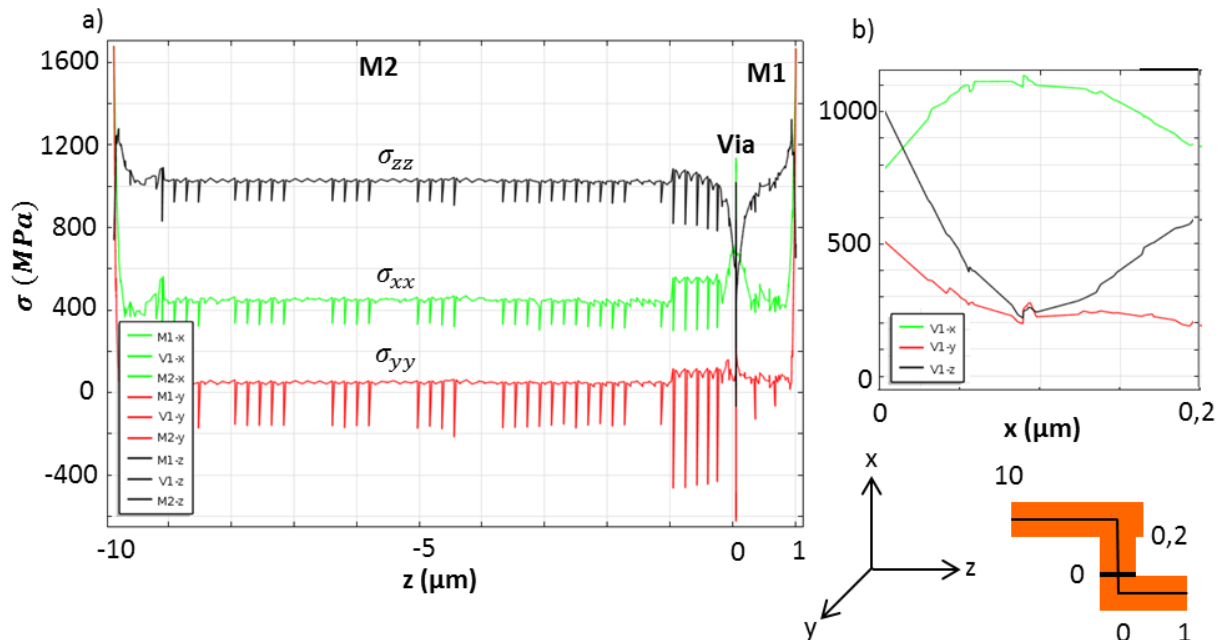 a)
1600
1200
800
400
0
-400
σ (MPa)
M2
M1
Via
σzz
σxx
σyy
M1-x
V1-x
M2-x
M1-y
V1-y
M2-y
M1-z
V1-z
M2-z
-10
-5
0
1
z (μm)
b)
1000
500
0
V1-x
V1-y
V1-z
0
0,2
x (μm)
x
z
y
10
0,2
0
0
1